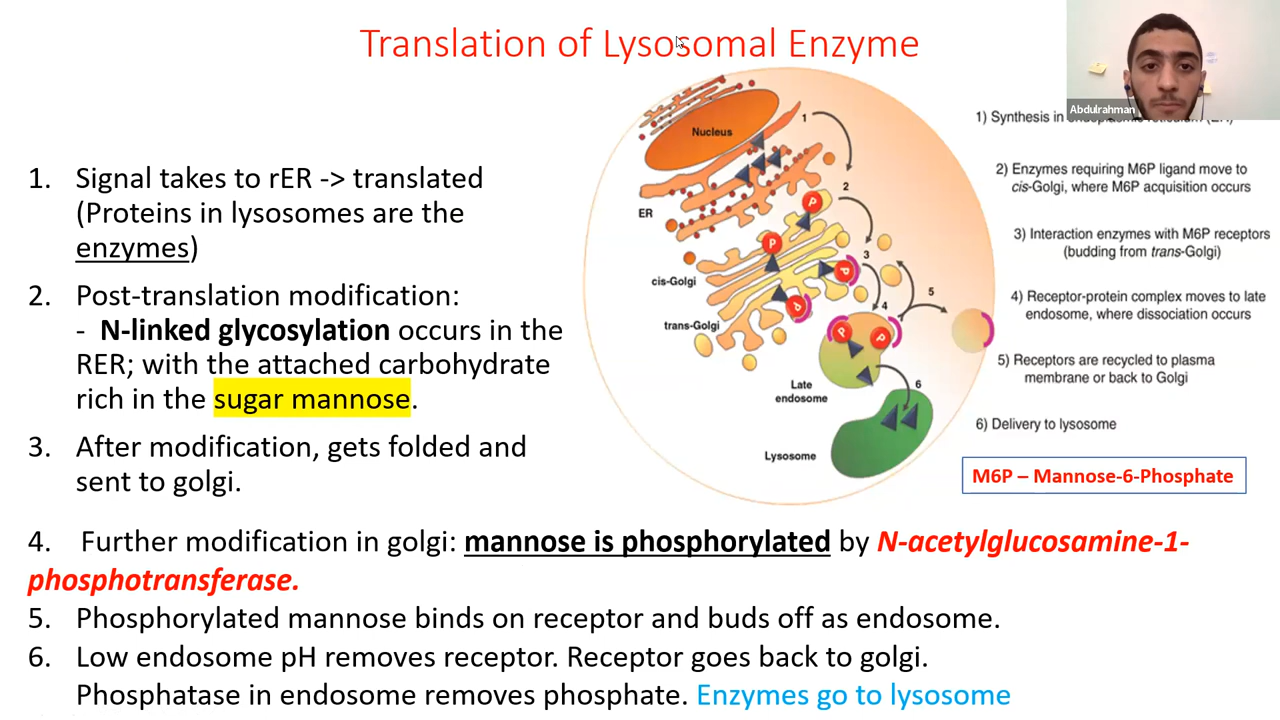 Translation of Lysosomal Enzyme
Abdulrahman
1. Signal takes to rER -> translated
(Proteins in lysosomes are the
enzymes)
2. Post-translation modification:
- N-linked glycosylation occurs in the
RER; with the attached carbohydrate
rich in the sugar mannose.
3. After modification, gets folded and
sent to golgi.
4. Further modification in golgi: mannose is phosphorylated by N-acetylglucosamine-1-
phosphotransferase.
5. Phosphorylated mannose binds on receptor and buds off as endosome.
6. Low endosome pH removes receptor. Receptor goes back to golgi.
Phosphatase in endosome removes phosphate. Enzymes go to lysosome
Nucleus
1
ER
2
P
P
3
P
cis-Golgi
P
4
5
trans-Golgi
P
P
Late
endosome
6
Lysosome
1) Synthesis in
2) Enzymes requiring M6P ligand move to
cis-Golgi, where M6P acquisition occurs
3) Interaction enzymes with M6P receptors
(budding from trans-Golgi)
4) Receptor-protein complex moves to late
endosome, where dissociation occurs
5) Receptors are recycled to plasma
membrane or back to Golgi
6) Delivery to lysosome
M6P – Mannose-6-Phosphate